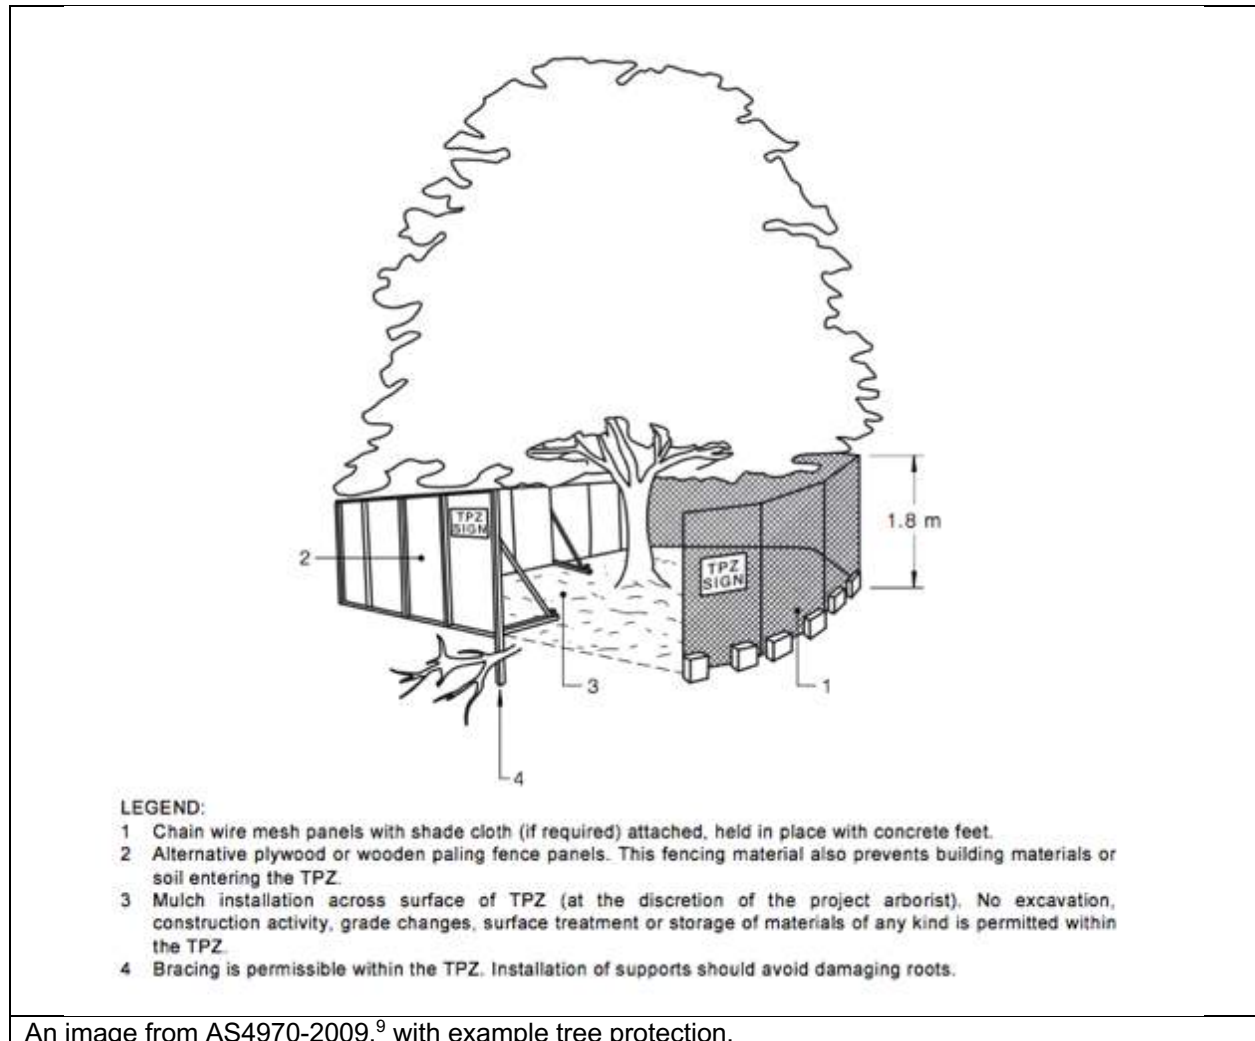 TPZ
SIGN
1.8 m
TPZ
SIGN
2
3
1
4
LEGEND:
1 Chain wire mesh panels with shade cloth (if required) attached, held in place with concrete feet.
2 Alternative plywood or wooden paling fence panels. This fencing material also prevents building materials or
soil entering the TPZ.
3 Mulch installation across surface of TPZ (at the discretion of the project arborist). No excavation,
construction activity, grade changes, surface treatment or storage of materials of any kind is permitted within
the TPZ.
4 Bracing is permissible within the TPZ. Installation of supports should avoid damaging roots.
An image from AS4970-2009,⁹ with example tree protection.